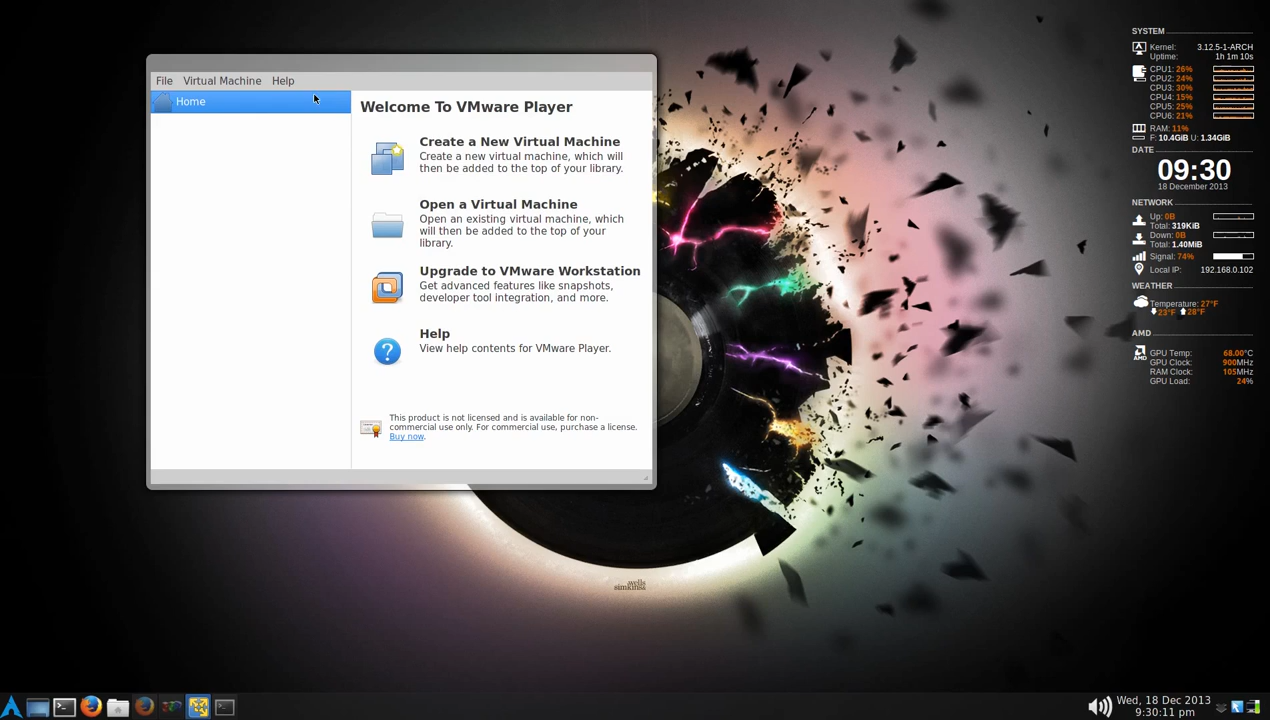 File Virtual Machine Help
Home
Welcome To VMware Player
Create a New Virtual Machine
Create a new virtual machine, which will
then be added to the top of your library.
Open a Virtual Machine
Open an existing virtual machine, which
will then be added to the top of your
library.
Upgrade to VMware Workstation
Get advanced features like snapshots,
developer tool integration, and more.
Help
View help contents for VMware Player.
This product is not licensed and is available for non-
commercial use only. For commercial use, purchase a license.
Buy now.
SYSTEM
Kernel: 3.12.5-1-ARCH
Uptime: 1h 1m 10s
CPU1: 26%
CPU2: 24%
CPU3: 30%
CPU4: 15%
CPU5: 25%
CPU6: 21%
RAM: 11%
F: 10.4GiB U: 1.34GiB
DATE
09:30
18 December 2013
NETWORK
Up: 0B
Total: 319KiB
Down: 0B
Total: 1.40MiB
Signal: 74%
Local IP: 192.168.0.102
WEATHER
Temperature: 27°F
23°F 28°F
AMD
AMD
GPU Temp: 68.00°C
GPU Clock: 900MHz
RAM Clock: 105MHz
GPU Load: 24%
Wed, 18 Dec 2013
9:30:11 pm